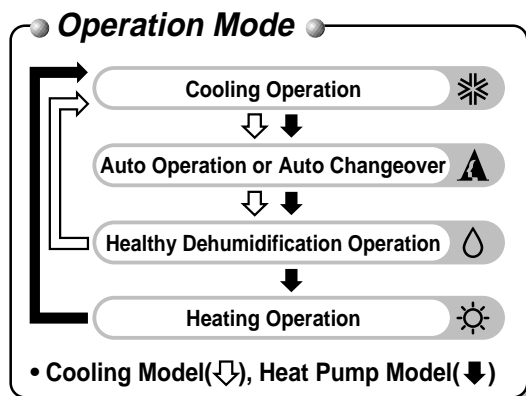 Operation Mode
Cooling Operation
Auto Operation or Auto Changeover
Healthy Dehumidification Operation
Heating Operation
• Cooling Model(⇩), Heat Pump Model(⬇)